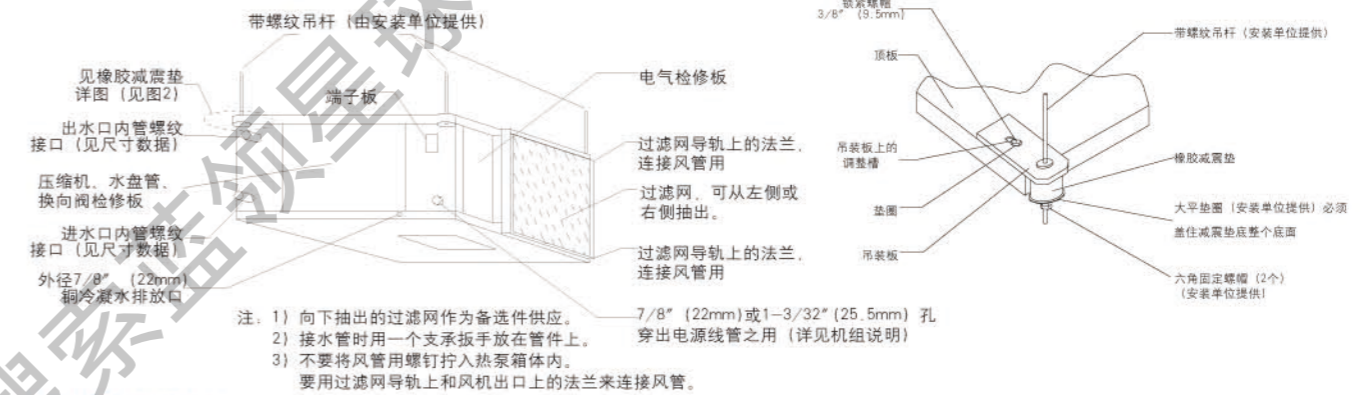 带螺纹吊杆 (由安装单位提供)
见橡胶减震垫
详图 (见图2)
端子板
电气检修板
出水口内管螺纹
接口 (见尺寸数据)
过滤网导轨上的法兰,
连接风管用
压缩机、水盘管、
换向阀检修板
过滤网, 可从左侧或
右侧抽出。
进水口内管螺纹
接口 (见尺寸数据)
过滤网导轨上的法兰,
连接风管用
外径7/8" (22mm)
铜冷凝水排放口
7/8" (22mm)或1-3/32"(25.5mm) 孔
穿出电源线管之用 (详见机组说明)
注: 1) 向下抽出的过滤网作为备选件供应。
2) 接水管时用一个支承扳手放在管件上。
3) 不要将风管用螺钉拧入热泵箱体内。
要用过滤网导轨上和风机出口上的法兰来连接风管。
锁紧螺帽
3/8" (9.5mm)
带螺纹吊杆 (安装单位提供)
顶板
吊装板上的
调整槽
橡胶减震垫
垫圈
大平垫圈 (安装单位提供) 必须
盖住减震垫底整个底面
吊装板
六角固定螺帽 (2个)
(安装单位提供)
搜索蓝领星球